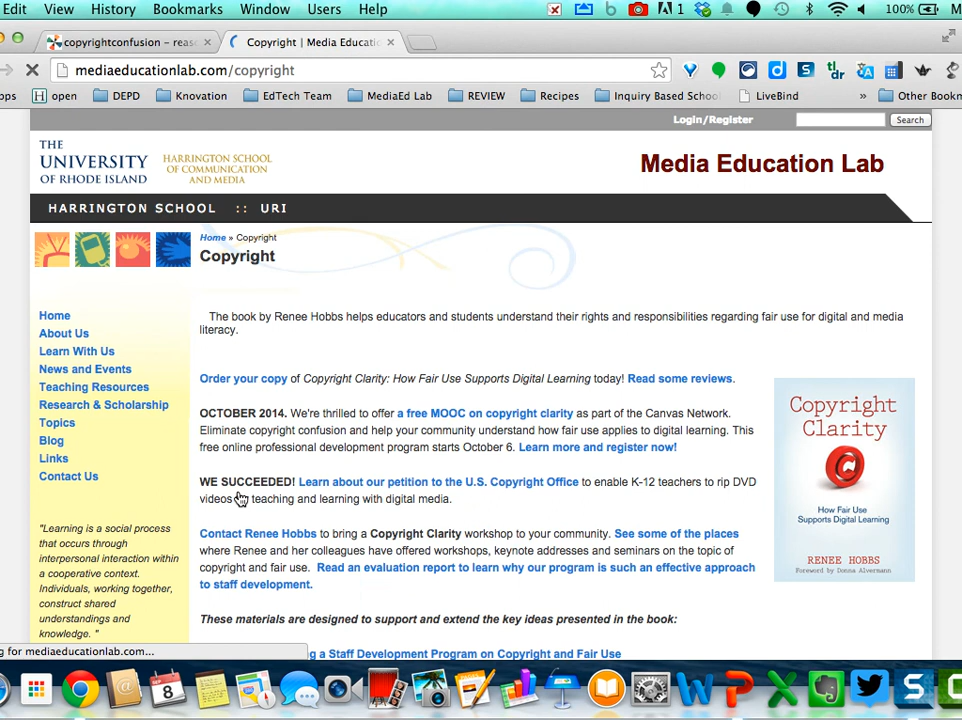 it View History Bookmarks Window Users Help 1 100% M
copyrightconfusion – reas × Copyright | Media Educati ×
mediaeducationlab.com/copyright
pps open DEPD Knovation EdTech Team MediaEd Lab REVIEW Recipes Inquiry Based Schoo LiveBind » Other Bookm
Login/Register Search
THE
UNIVERSITY
OF RHODE ISLAND
HARRINGTON SCHOOL
OF COMMUNICATION
AND MEDIA
Media Education Lab
HARRINGTON SCHOOL :: URI
Home » Copyright
Copyright
Home
About Us
Learn With Us
News and Events
Teaching Resources
Research & Scholarship
Topics
Blog
Links
Contact Us
"Learning is a social process
that occurs through
interpersonal interaction within
a cooperative context.
Individuals, working together,
construct shared
understandings and
knowledge. "
The book by Renee Hobbs helps educators and students understand their rights and responsibilities regarding fair use for digital and media
literacy.
Order your copy of Copyright Clarity: How Fair Use Supports Digital Learning today! Read some reviews.
OCTOBER 2014. We're thrilled to offer a free MOOC on copyright clarity as part of the Canvas Network.
Eliminate copyright confusion and help your community understand how fair use applies to digital learning. This
free online professional development program starts October 6. Learn more and register now!
WE SUCCEEDED! Learn about our petition to the U.S. Copyright Office to enable K-12 teachers to rip DVD
videos teaching and learning with digital media.
Contact Renee Hobbs to bring a Copyright Clarity workshop to your community. See some of the places
where Renee and her colleagues have offered workshops, keynote addresses and seminars on the topic of
copyright and fair use. Read an evaluation report to learn why our program is such an effective approach
to staff development.
These materials are designed to support and extend the key ideas presented in the book:
g a Staff Development Program on Copyright and Fair Use
Copyright
Clarity
How Fair Use
Supports Digital Learning
RENEE HOBBS
Foreword by Donna Alvermann
g for mediaeducationlab.com...
8